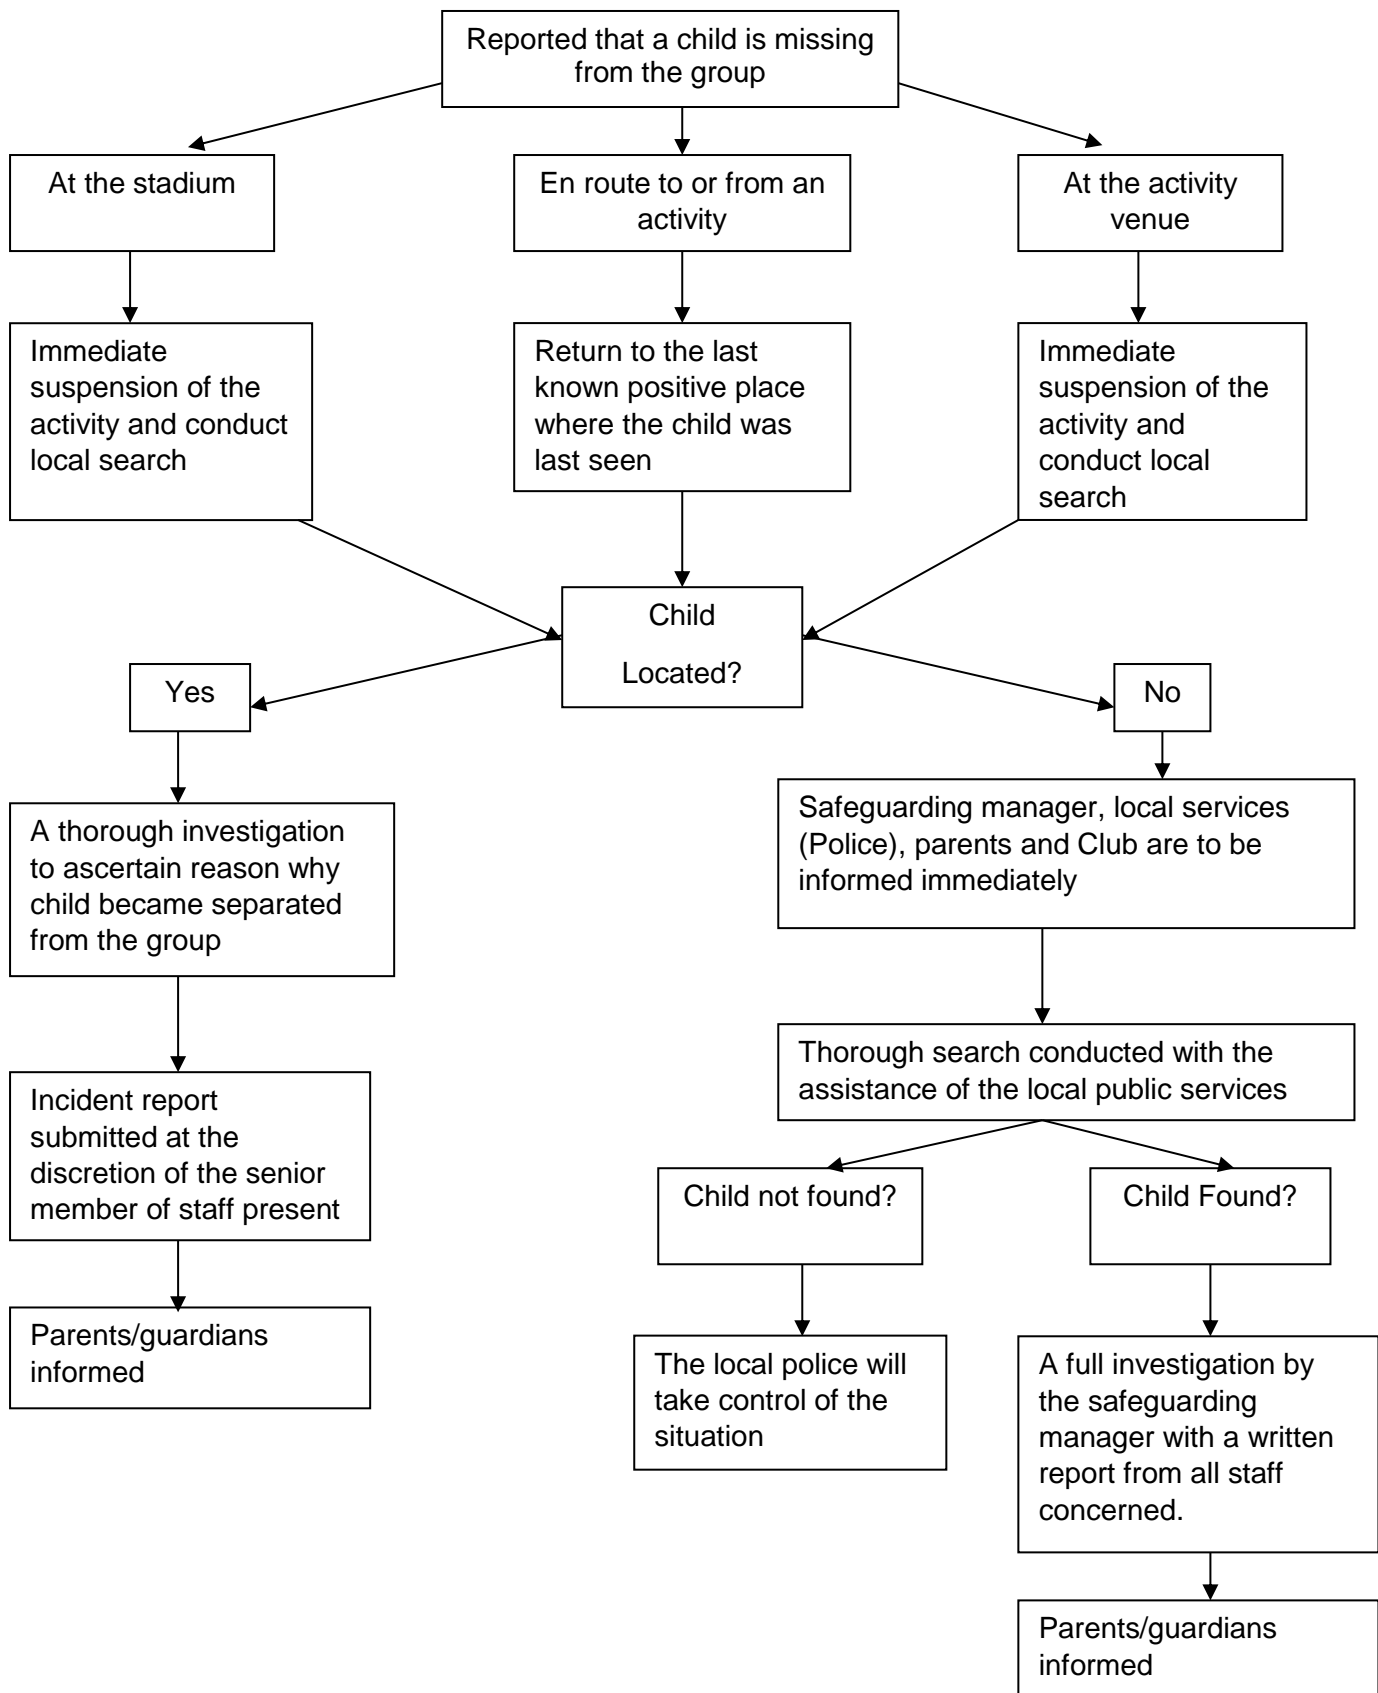 Reported that a child is missing
from the group
At the stadium
En route to or from an
activity
At the activity
venue
Immediate
suspension of the
activity and conduct
local search
Return to the last
known positive place
where the child was
last seen
Immediate
suspension of the
activity and
conduct local
search
Child
Located?
Yes
No
A thorough investigation
to ascertain reason why
child became separated
from the group
Safeguarding manager, local services
(Police), parents and Club are to be
informed immediately
Incident report
submitted at the
discretion of the senior
member of staff present
Thorough search conducted with the
assistance of the local public services
Child not found?
Child Found?
Parents/guardians
informed
The local police will
take control of the
situation
A full investigation by
the safeguarding
manager with a written
report from all staff
concerned.
Parents/guardians
informed